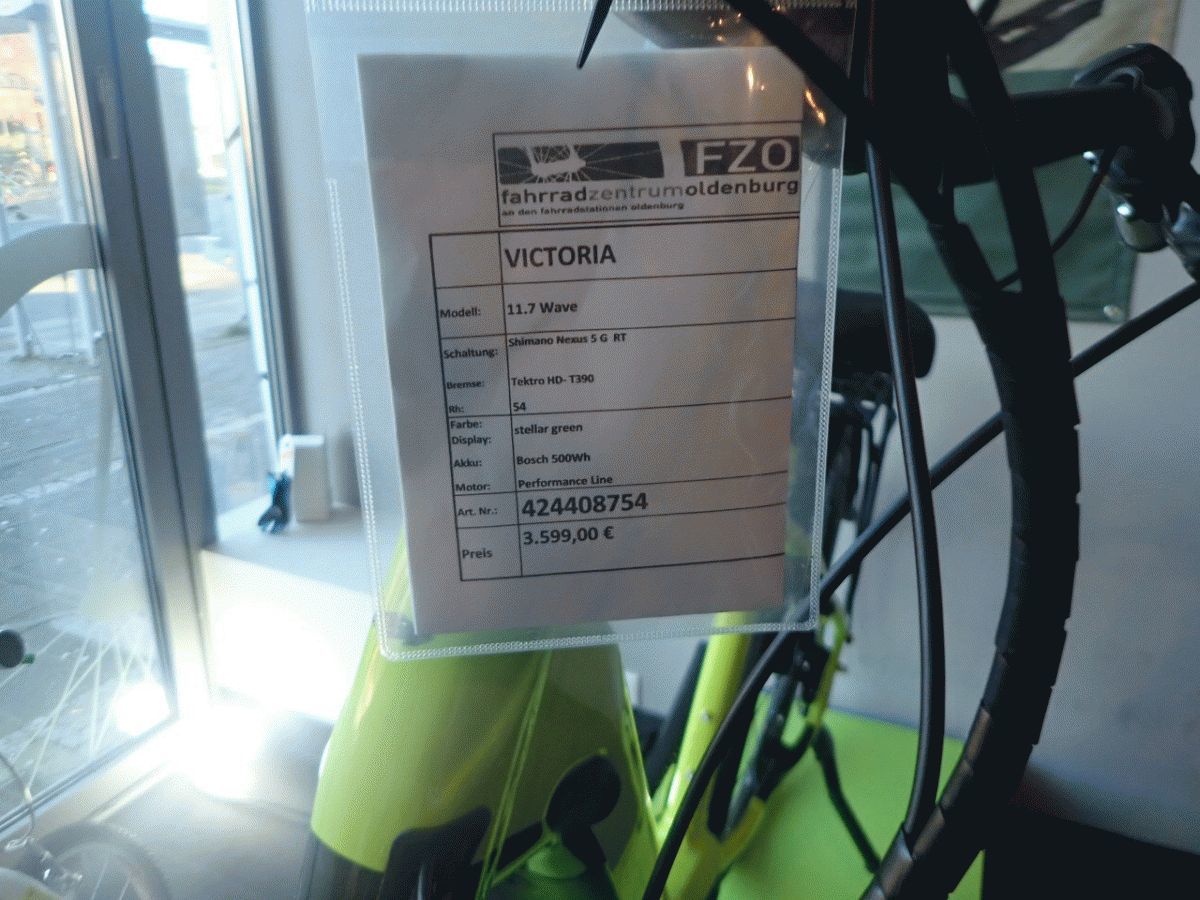 FZO
fahrradzentrumoldenburg
an den fahrradstationen oldenburg
VICTORIA
Modell: 11.7 Wave
Schaltung: Shimano Nexus 5 G RT
Bremse: Tektro HD- T390
Rh: 54
Farbe: stellar green
Display:
Akku: Bosch 500Wh
Motor: Performance Line
Art. Nr.: 424408754
Preis 3.599,00 €